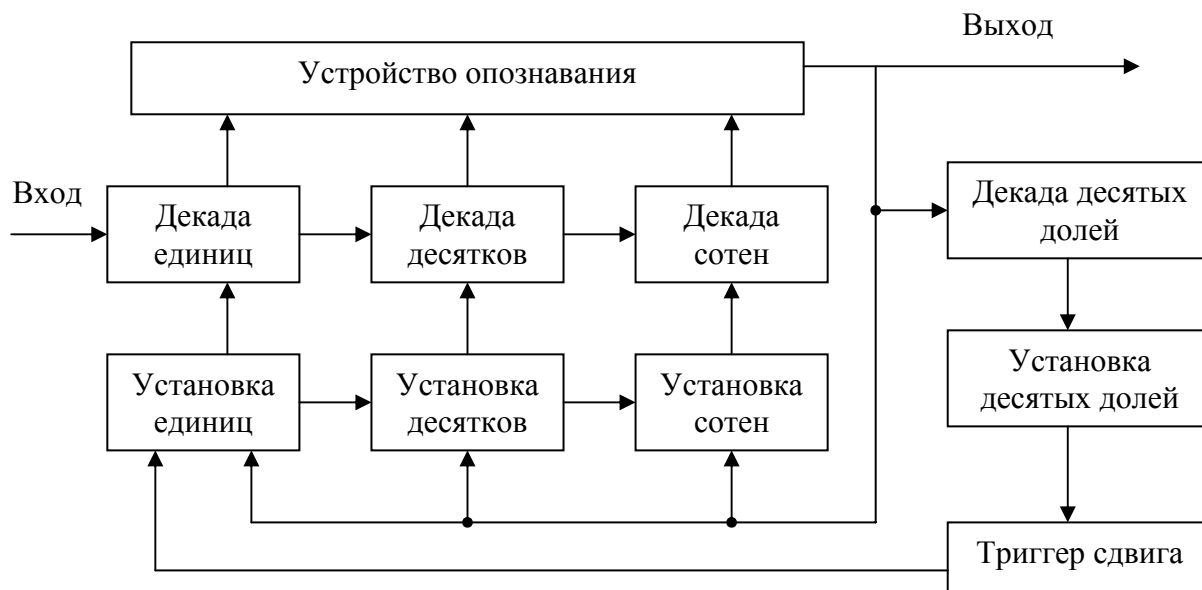 Выход
Устройство опознавания
Вход
Декада
единиц
Декада
десятков
Декада
сотен
Декада десятых
долей
Установка
единиц
Установка
десятков
Установка
сотен
Установка
десятых долей
Триггер сдвига